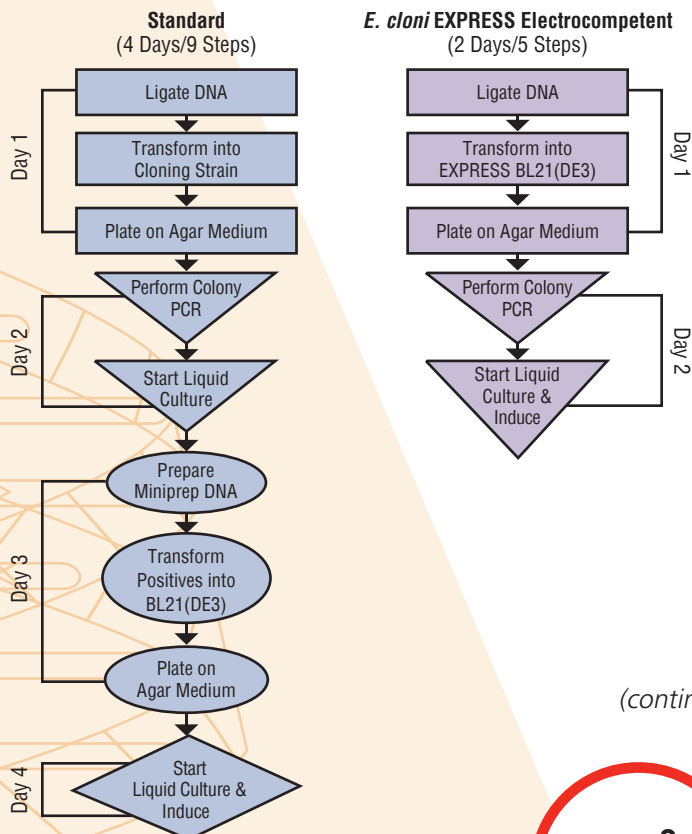 Standard
(4 Days/9 Steps)
Day 1
Ligate DNA
Transform into
Cloning Strain
Plate on Agar Medium
Day 2
Perform Colony
PCR
Start Liquid
Culture
Day 3
Prepare
Miniprep DNA
Transform
Positives into
BL21(DE3)
Plate on
Agar Medium
Day 4
Start
Liquid Culture &
Induce
E. cloni EXPRESS Electrocompetent
(2 Days/5 Steps)
Ligate DNA
Transform into
EXPRESS BL21(DE3)
Plate on Agar Medium
Day 1
Perform Colony
PCR
Start Liquid
Culture &
Induce
Day 2
(contin